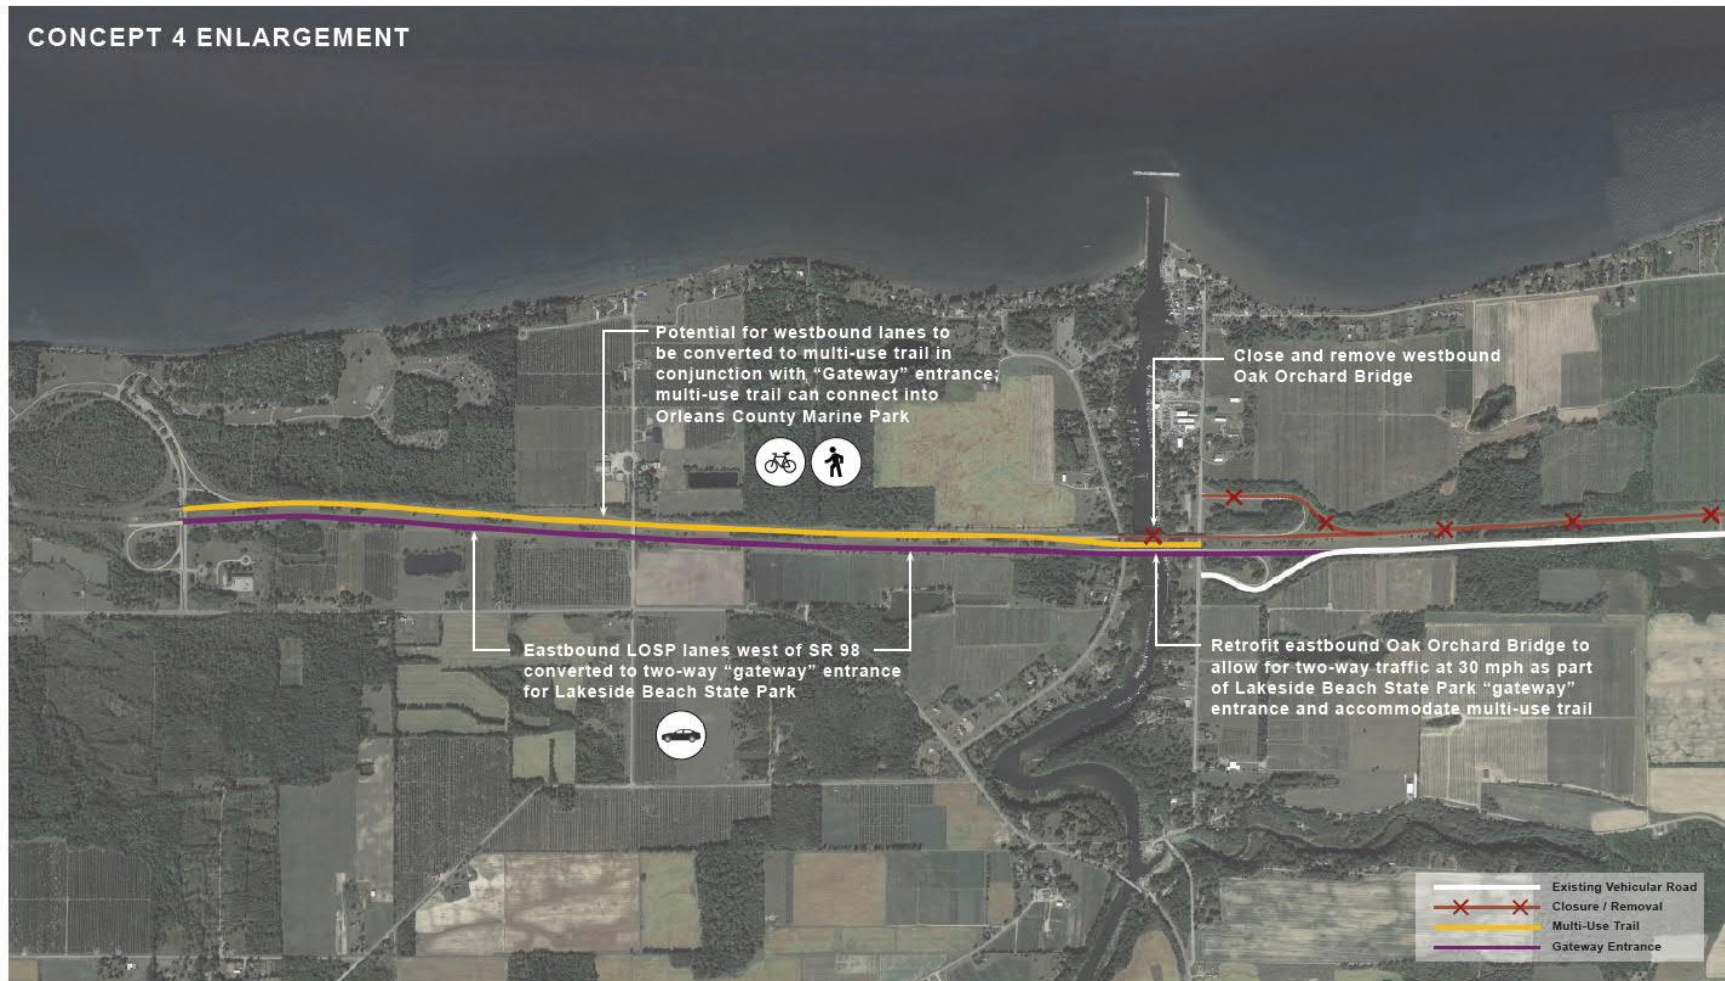 CONCEPT 4 ENLARGEMENT
Potential for westbound lanes to
be converted to multi-use trail in
conjunction with “Gateway” entrance;
multi-use trail can connect into
Orleans County Marine Park
Close and remove westbound
Oak Orchard Bridge
Eastbound LOSP lanes west of SR 98
converted to two-way “gateway” entrance
for Lakeside Beach State Park
Retrofit eastbound Oak Orchard Bridge to
allow for two-way traffic at 30 mph as part
of Lakeside Beach State Park “gateway”
entrance and accommodate multi-use trail
Existing Vehicular Road
Closure / Removal
Multi-Use Trail
Gateway Entrance